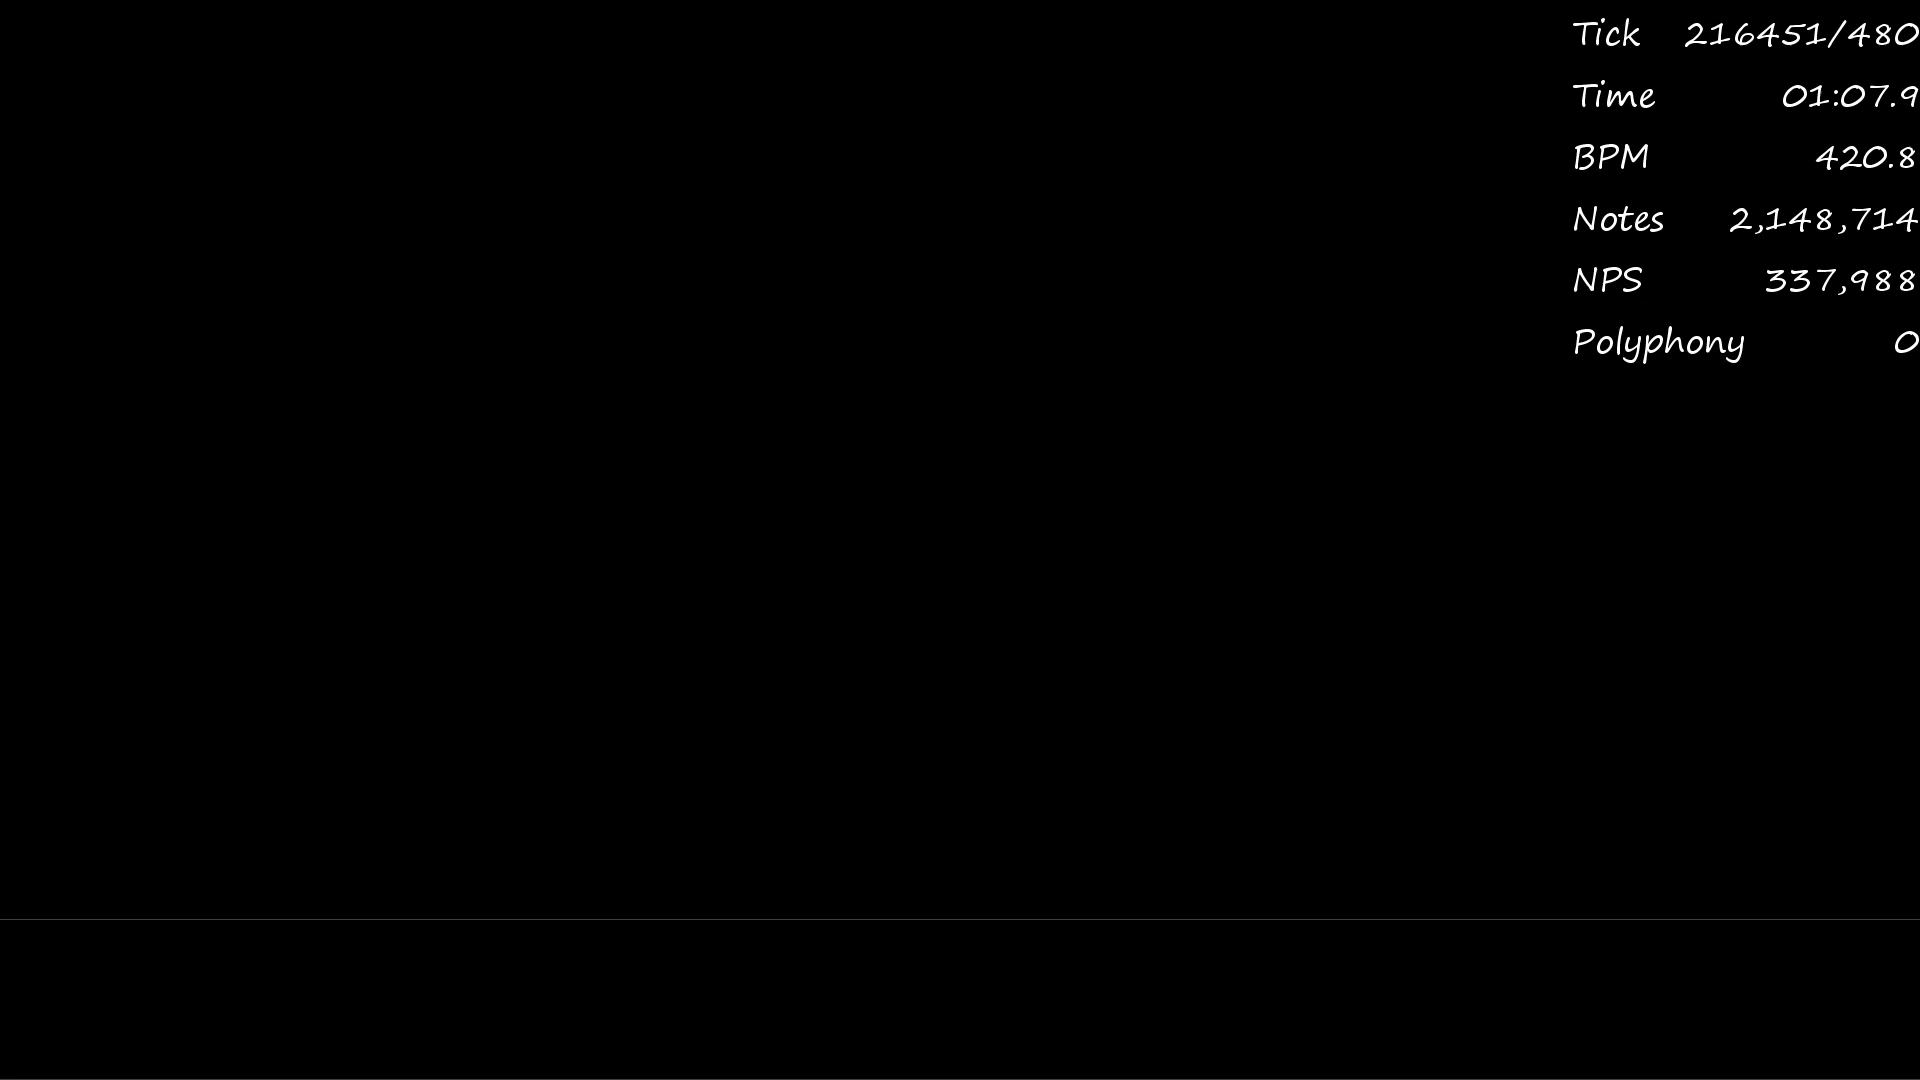 Tick 216451/480
Time 01:07.9
BPM 420.8
Notes 2,148,714
NPS 337,988
Polyphony 0